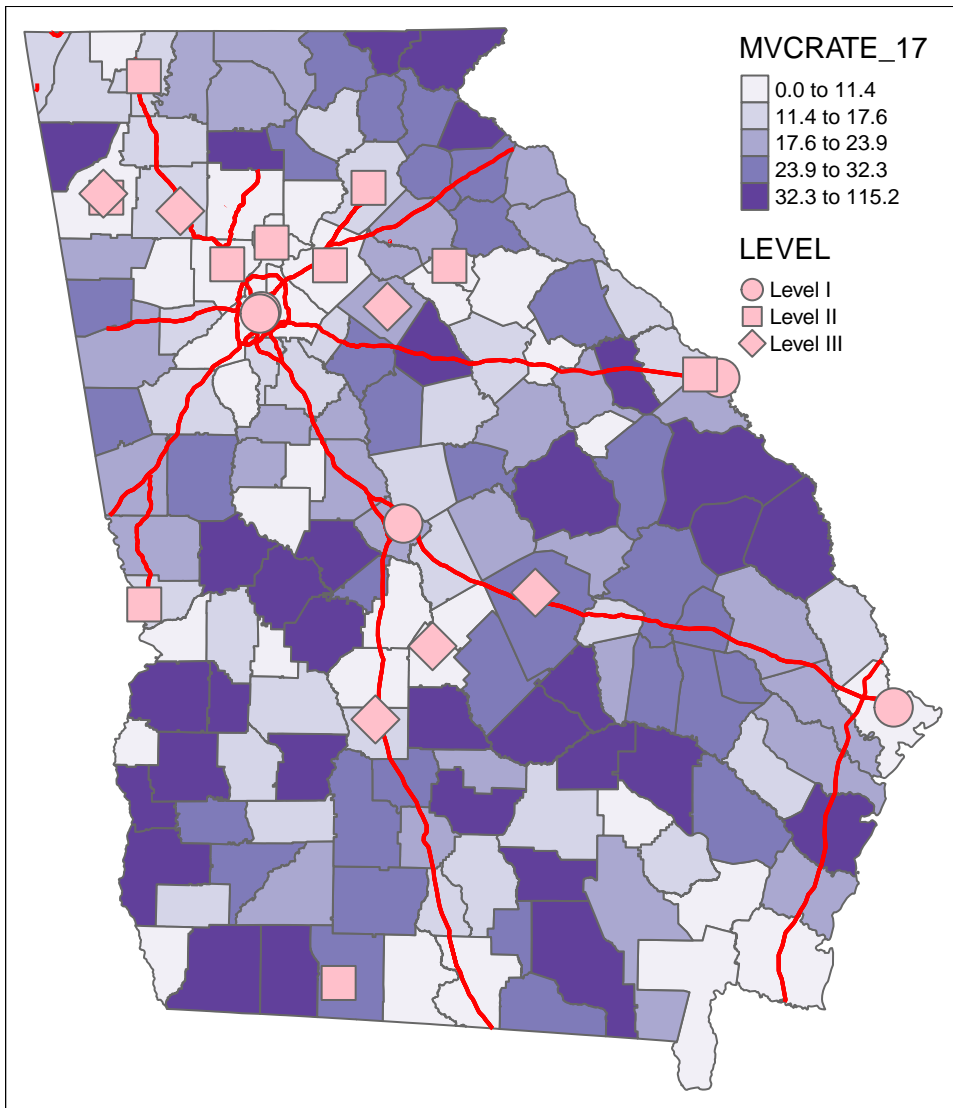 MVCRATE_17
0.0 to 11.4
11.4 to 17.6
17.6 to 23.9
23.9 to 32.3
32.3 to 115.2
LEVEL
Level I
Level II
Level III